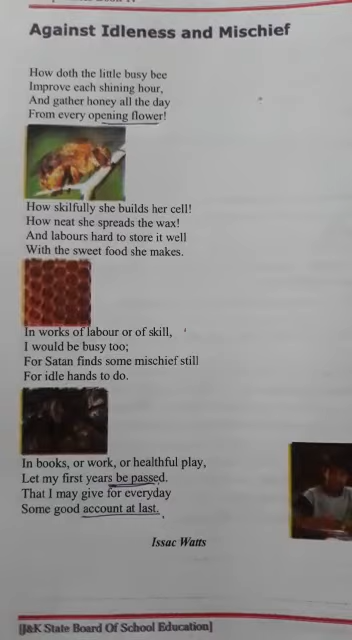 Against Idleness and Mischief
How doth the little busy bee
Improve each shining hour,
And gather honey all the day
From every opening flower!
How skilfully she builds her cell!
How neat she spreads the wax!
And labours hard to store it well
With the sweet food she makes.
In works of labour or of skill,
I would be busy too;
For Satan finds some mischief still
For idle hands to do.
In books, or work, or healthful play,
Let my first years be passed.
That I may give for everyday
Some good account at last.
Issac Watts
[J&K State Board Of School Education]